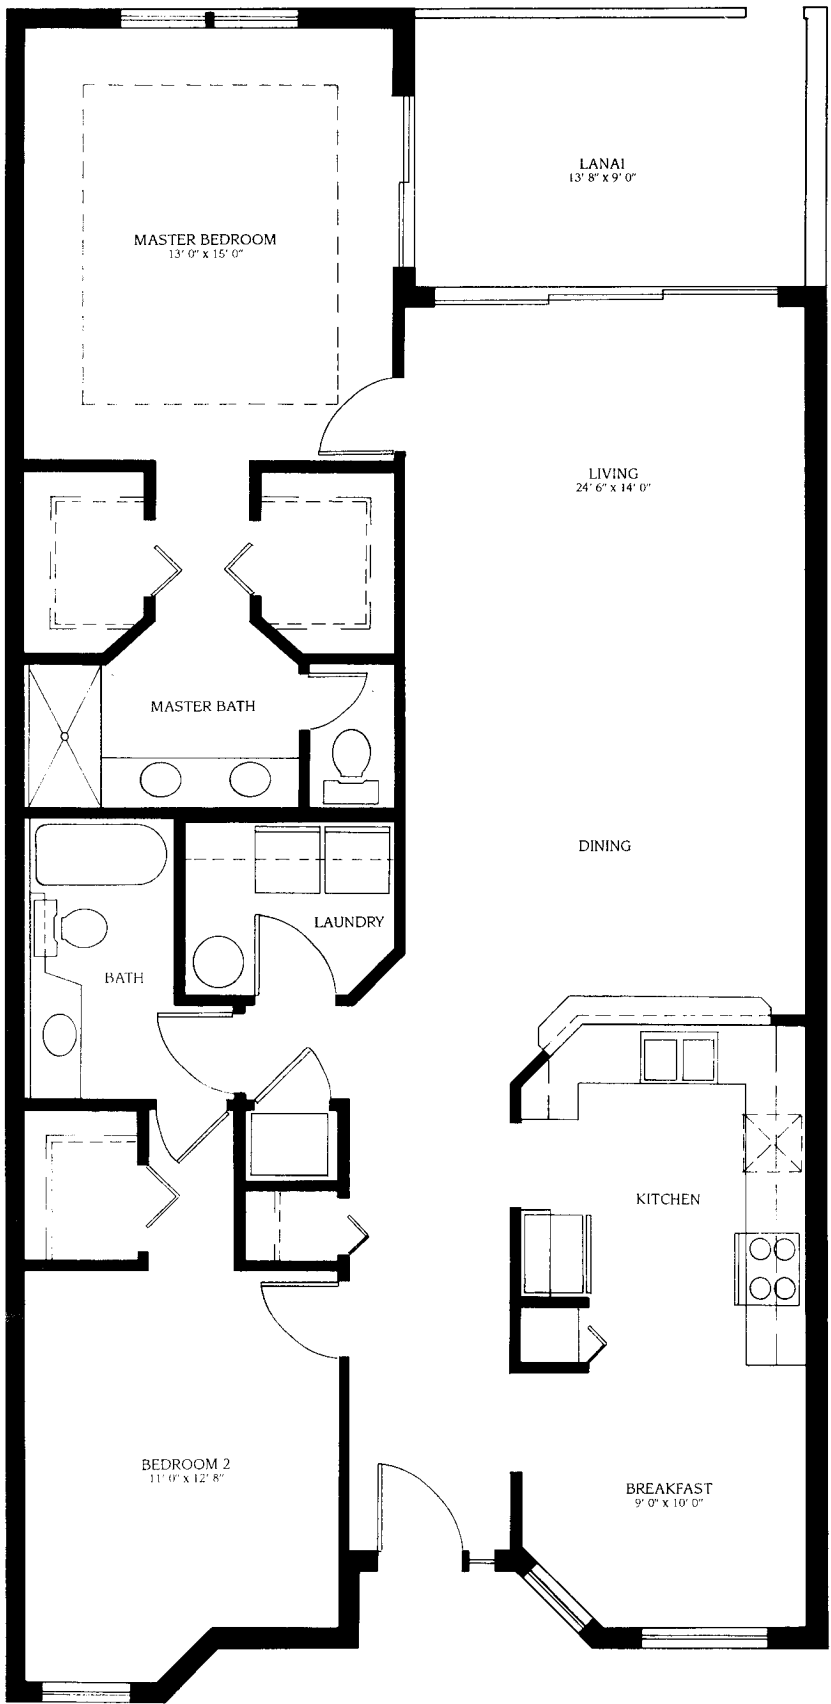 LANAI
13' 8" x 9' 0"
MASTER BEDROOM
13' 0" x 15' 0"
LIVING
24' 6" x 14' 0"
MASTER BATH
DINING
LAUNDRY
BATH
KITCHEN
BEDROOM 2
11' 0" x 12' 8"
BREAKFAST
9' 0" x 10' 0"